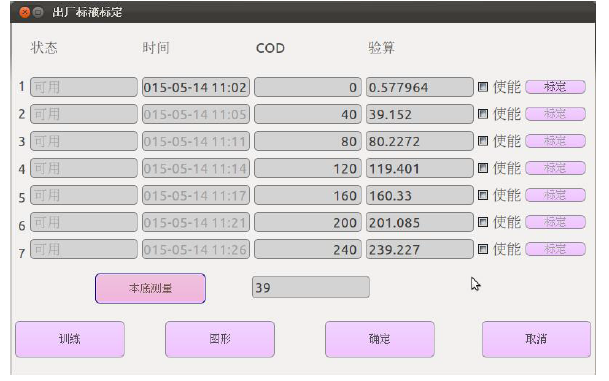 出厂标液标定
状态 时间 COD 验算
1 可用 015-05-14 11:02 0 0.577964 使能 标定
2 可用 015-05-14 11:05 40 39.152 使能 标定
3 可用 015-05-14 11:11 80 80.2272 使能 标定
4 可用 015-05-14 11:14 120 119.401 使能 标定
5 可用 015-05-14 11:17 160 160.33 使能 标定
6 可用 015-05-14 11:21 200 201.085 使能 标定
7 可用 015-05-14 11:26 240 239.227 使能 标定
本底测量 39
训练 图形 确定 取消